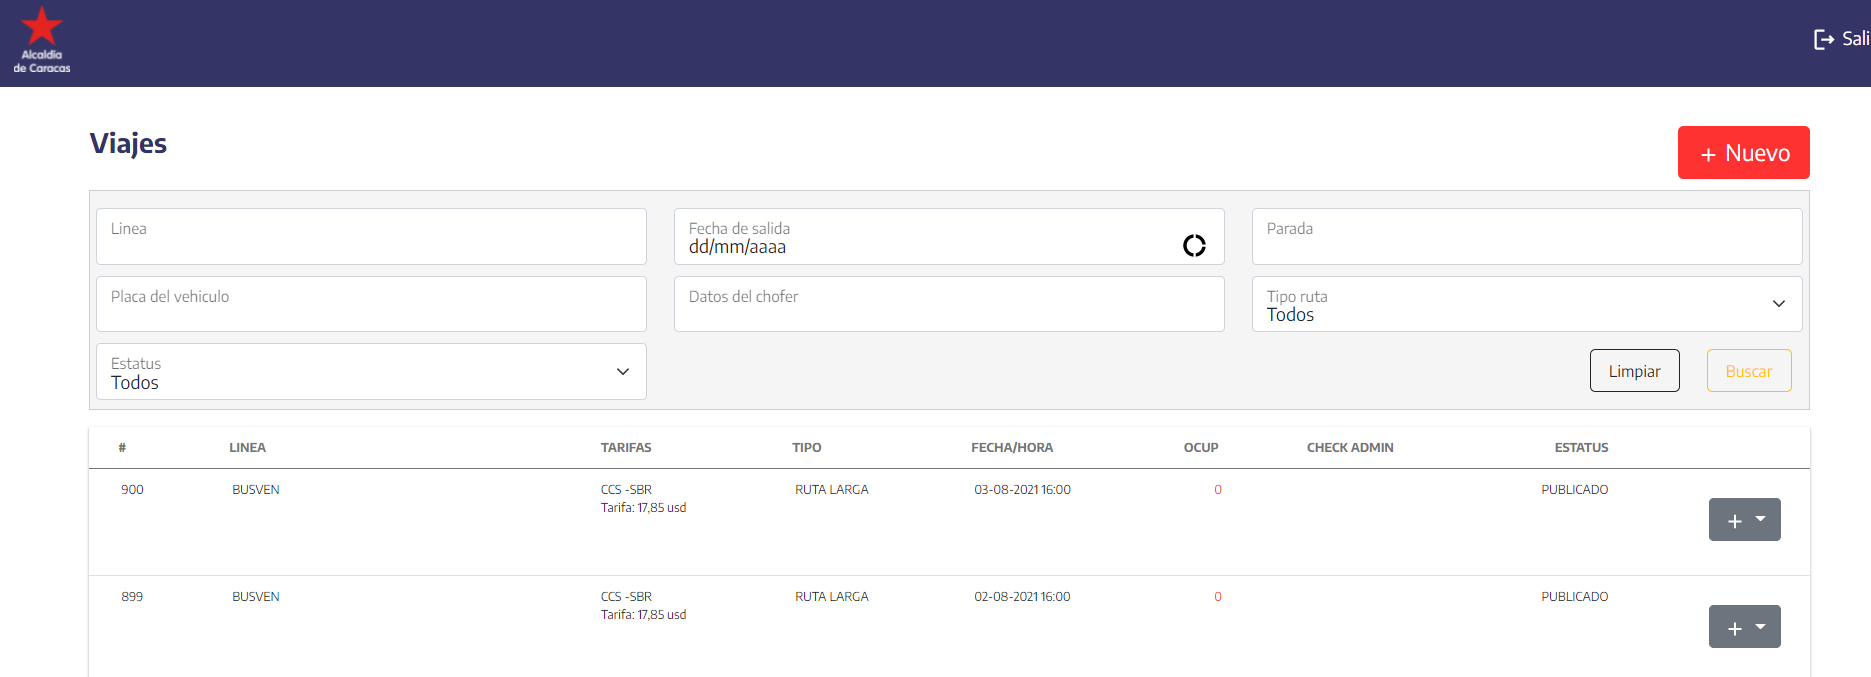 Alcaldía
de Caracas
Sali
Viajes
+ Nuevo
Linea
Fecha de salida
dd/mm/aaaa
Parada
Placa del vehiculo
Datos del chofer
Tipo ruta
Todos
Estatus
Todos
Limpiar
Buscar
# LINEA TARIFAS TIPO FECHA/HORA OCUP CHECK ADMIN ESTATUS
900 BUSVEN CCS -SBR RUTA LARGA 03-08-2021 16:00 0 PUBLICADO
Tarifa: 17,85 usd
+
899 BUSVEN CCS -SBR RUTA LARGA 02-08-2021 16:00 0 PUBLICADO
Tarifa: 17,85 usd
+